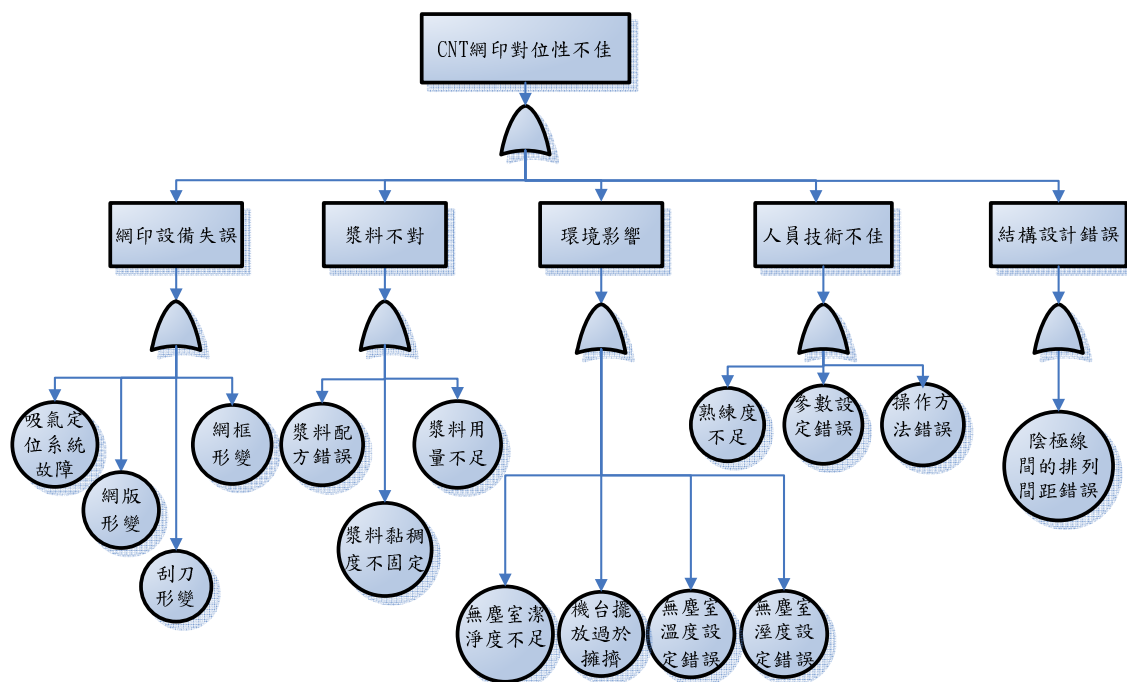 CNT網印對位性不佳
網印設備失誤
漿料不對
環境影響
人員技術不佳
結構設計錯誤
吸氣定
位系統
故障
網版
形變
刮刀
形變
網框
形變
漿料配
方錯誤
漿料黏稠
度不固定
漿料用
量不足
無塵室潔
淨度不足
機台擺
放過於
擁擠
無塵室
溫度設
定錯誤
無塵室
溼度設
定錯誤
熟練度
不足
參數設
定錯誤
操作方
法錯誤
陰極線
間的排列
間距錯誤